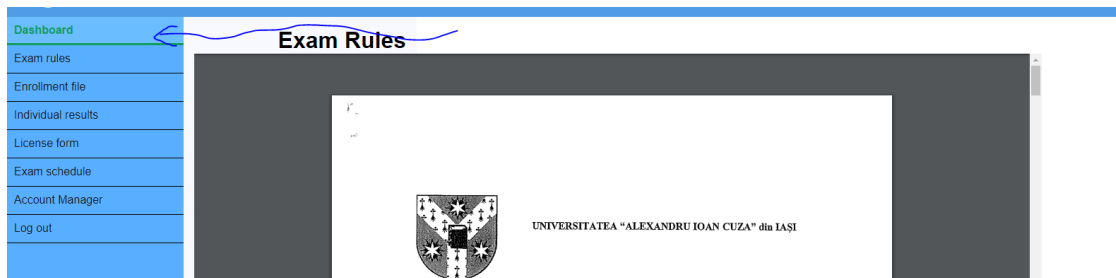 Dashboard
Exam Rules
Exam rules
Enrollment file
Individual results
License form
Exam schedule
Account Manager
Log out
UNIVERSITATEA “ALEXANDRU IOAN CUZA” din IAȘI